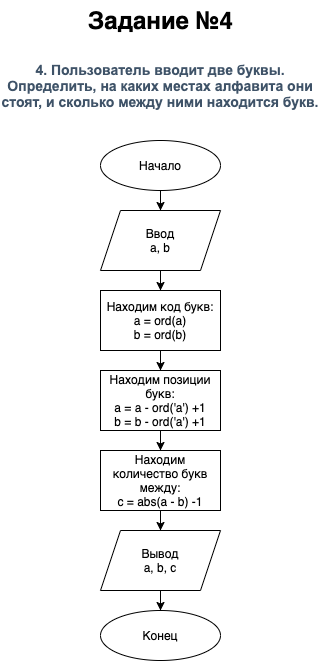 Задание №4
4. Пользователь вводит две буквы.
Определить, на каких местах алфавита они
стоят, и сколько между ними находится букв.
Начало
Ввод
a, b
Находим код букв:
a = ord(a)
b = ord(b)
Находим позиции
букв:
a = a - ord('a') +1
b = b - ord('a') +1
Находим
количество букв
между:
c = abs(a - b) -1
Вывод
a, b, c
Конец